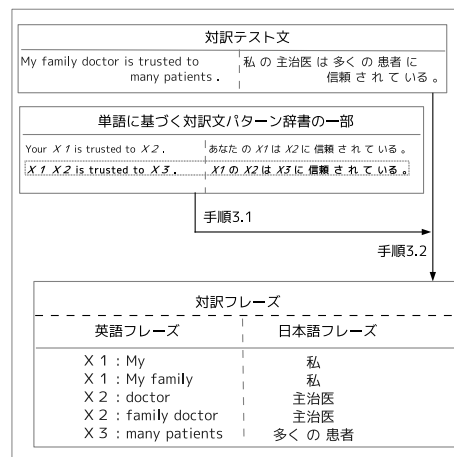 対訳テスト文
My family doctor is trusted to
many patients .
私 の 主治医 は 多く の 患者 に
信頼 さ れ て いる 。
単語に基づく対訳文パターン辞書の一部
Your X 1 is trusted to X 2 .
あなた の X1 は X2 に 信頼 さ れ て いる 。
X 1 X 2 is trusted to X 3 .
X1 の X2 は X3 に 信頼 さ れ て いる 。
手順3.1
手順3.2
対訳フレーズ
英語フレーズ 日本語フレーズ
X 1 : My 私
X 1 : My family 私
X 2 : doctor 主治医
X 2 : family doctor 主治医
X 3 : many patients 多く の 患者